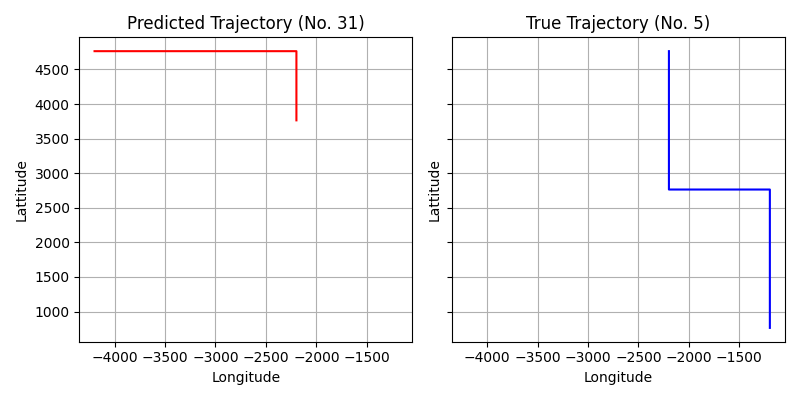 Predicted Trajectory (No. 31)
True Trajectory (No. 5)
Lattitude
4500
4000
3500
3000
2500
2000
1500
1000
−4000 −3500 −3000 −2500 −2000 −1500
Longitude
Lattitude
−4000 −3500 −3000 −2500 −2000 −1500
Longitude